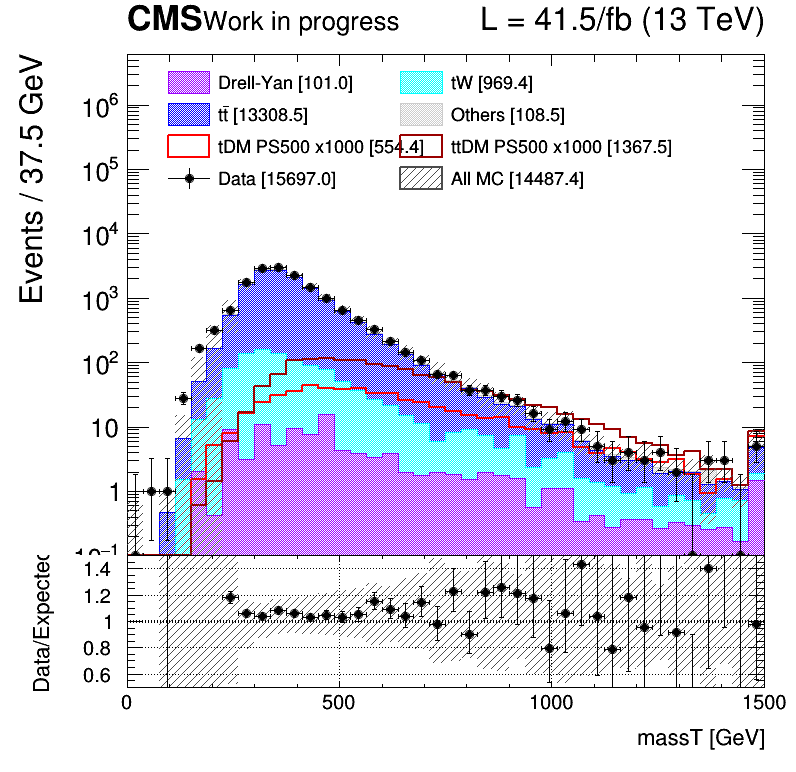 CMS Work in progress L = 41.5/fb (13 TeV)
Events / 37.5 GeV
Drell-Yan [101.0] tW [969.4]
tt̄ [13308.5] Others [108.5]
tDM PS500 x1000 [554.4] ttDM PS500 x1000 [1367.5]
Data [15697.0] All MC [14487.4]
10⁶
10⁵
10⁴
10³
10²
10
1
10⁻¹
Data/Expected
1.4
1.2
1
0.8
0.6
0 500 1000 1500
massT [GeV]